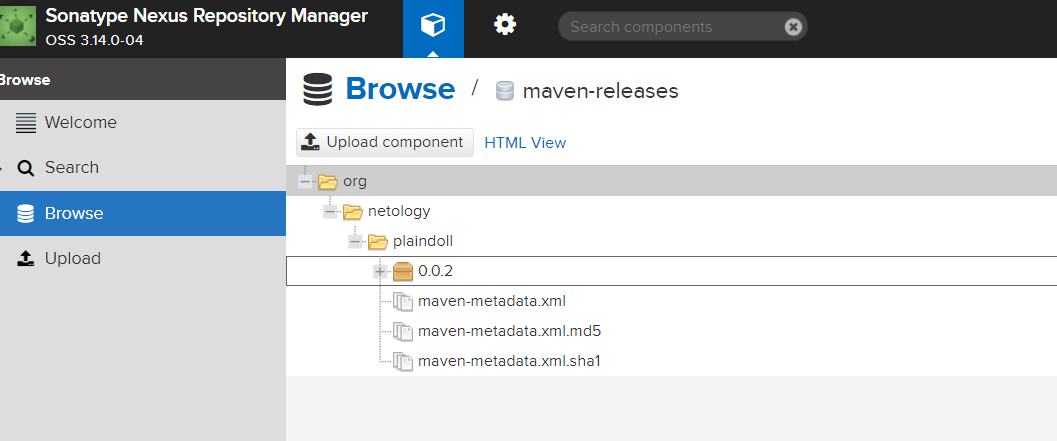 Sonatype Nexus Repository Manager
OSS 3.14.0-04
Search components
Browse
Browse / maven-releases
Welcome
Upload component HTML View
Search
org
Browse
netology
plaindoll
Upload
0.0.2
maven-metadata.xml
maven-metadata.xml.md5
maven-metadata.xml.sha1